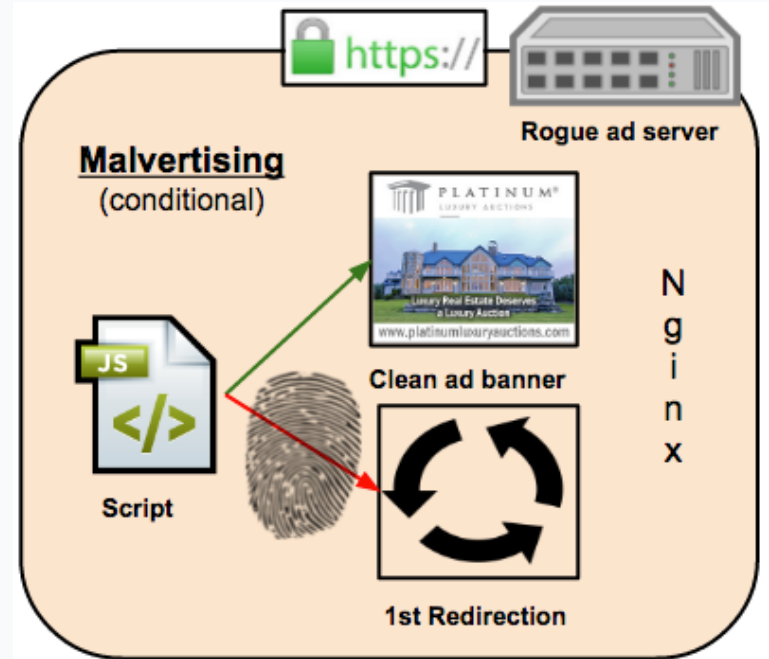 https://
Rogue ad server
Malvertising
(conditional)
PLATINUM®
LUXURY AUCTIONS
Luxury Real Estate Deserves
a Luxury Auction
www.platinumluxuryauctions.com
Clean ad banner
N
g
i
n
x
JS
</>
Script
1st Redirection